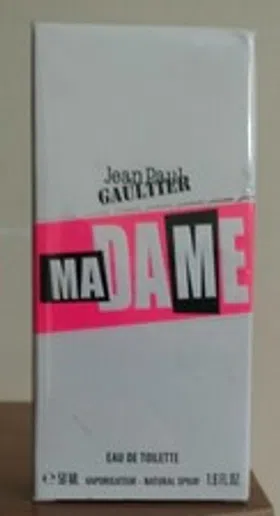 Jean Paul
GAULTIER
MADAME
EAU DE TOILETTE
℮ 50 ML VAPORISATEUR - NATURAL SPRAY 1.6 FL.OZ